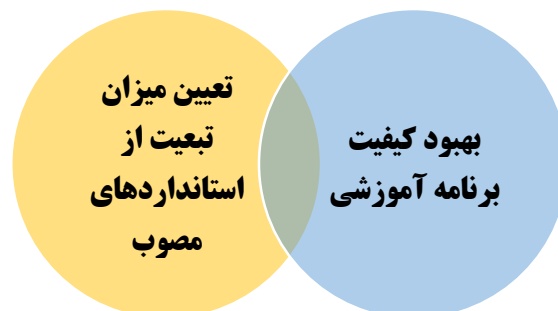 بهبود کیفیت
برنامه آموزشی
تعیین میزان
تبعیت از
استانداردهای
مصوب